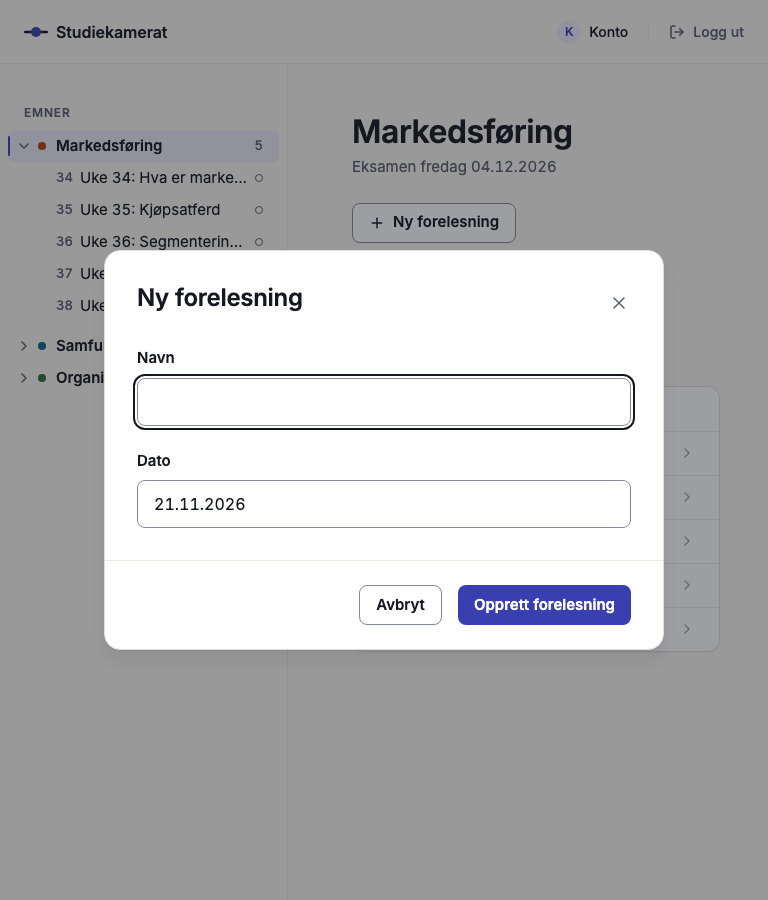 Studiekamerat
K Konto
Logg ut
EMNER
Markedsføring 5
34 Uke 34: Hva er marke...
35 Uke 35: Kjøpsatferd
36 Uke 36: Segmenterin...
37 Uke
38 Uke
Samfu
Organi
Markedsføring
Eksamen fredag 04.12.2026
Ny forelesning
Ny forelesning
Navn
Dato
21.11.2026
Avbryt
Opprett forelesning